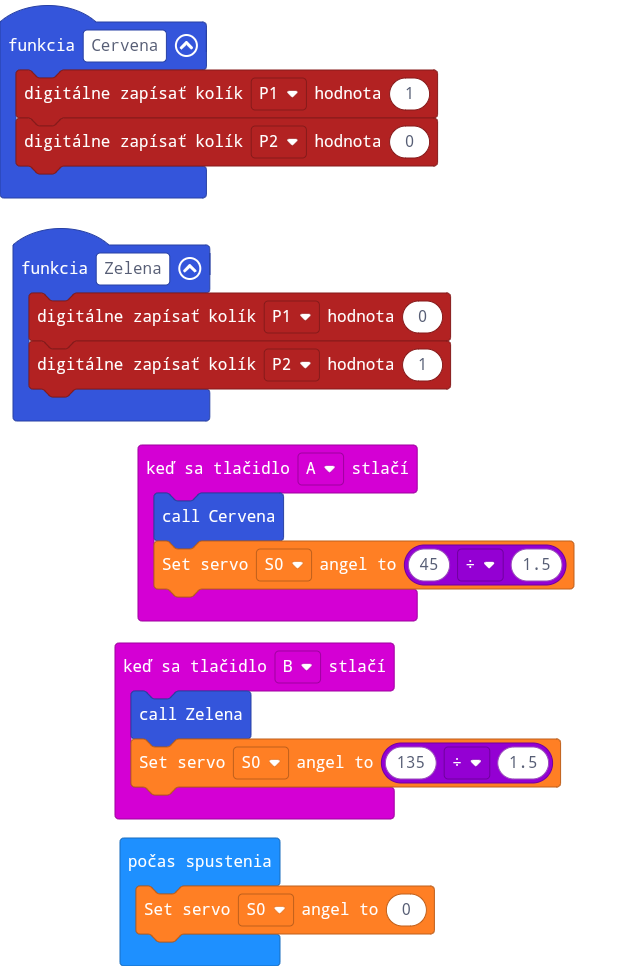 funkcia Cervena
digitálne zapísať kolík P1 hodnota 1
digitálne zapísať kolík P2 hodnota 0
funkcia Zelena
digitálne zapísať kolík P1 hodnota 0
digitálne zapísať kolík P2 hodnota 1
keď sa tlačidlo A stlačí
call Cervena
Set servo S0 angel to 45 ÷ 1.5
keď sa tlačidlo B stlačí
call Zelena
Set servo S0 angel to 135 ÷ 1.5
počas spustenia
Set servo S0 angel to 0